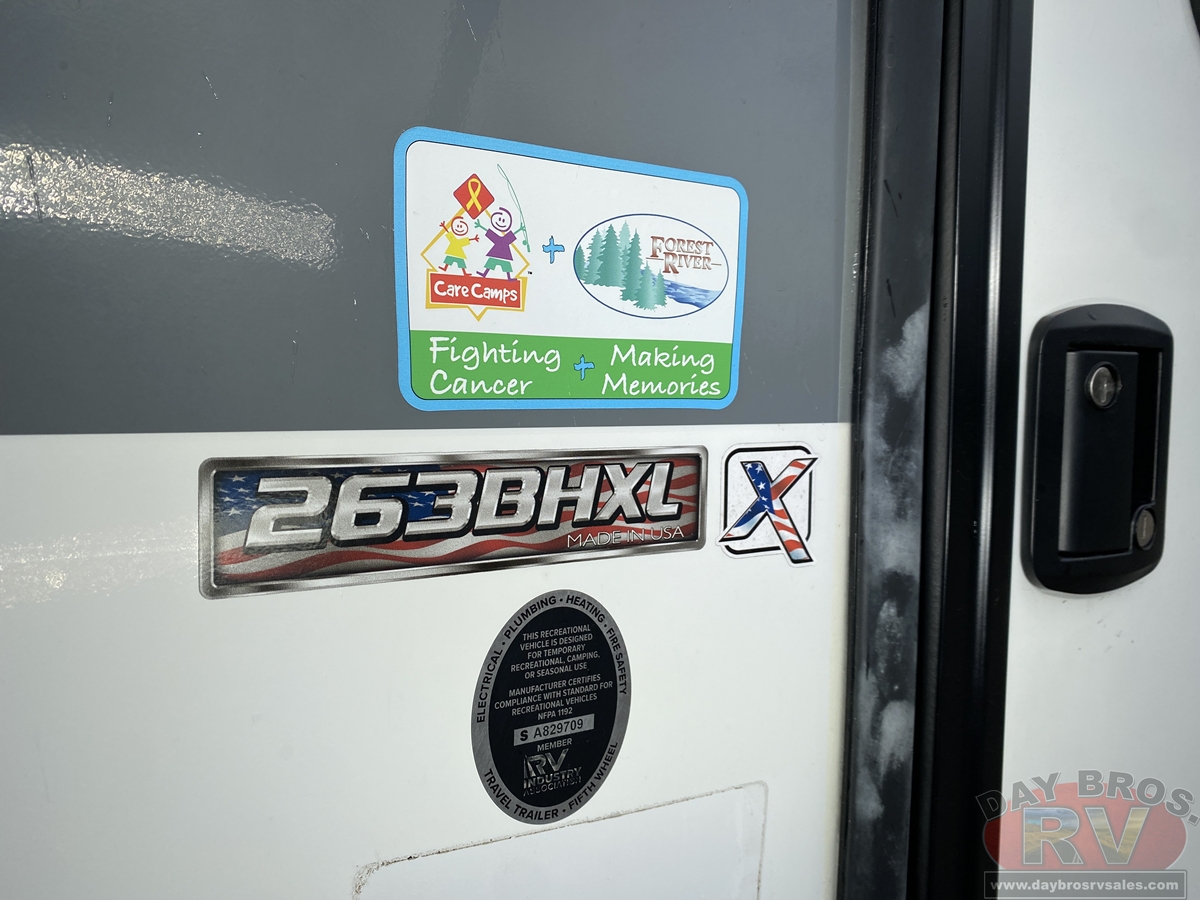 Care Camps
™
+
FOREST
RIVER
Fighting
Cancer
+
Making
Memories
263BHXL
MADE IN USA
X
ELECTRICAL • PLUMBING • HEATING • FIRE SAFETY
THIS RECREATIONAL
VEHICLE IS DESIGNED
FOR TEMPORARY
RECREATIONAL, CAMPING,
OR SEASONAL USE
MANUFACTURER CERTIFIES
COMPLIANCE WITH STANDARD FOR
RECREATIONAL VEHICLES
NFPA 1192
S A829709
MEMBER
RV
INDUSTRY
ASSOCIATION
TRAVEL TRAILER • FIFTH WHEEL
DAY BROS.
RV
www.daybrosrvsales.com